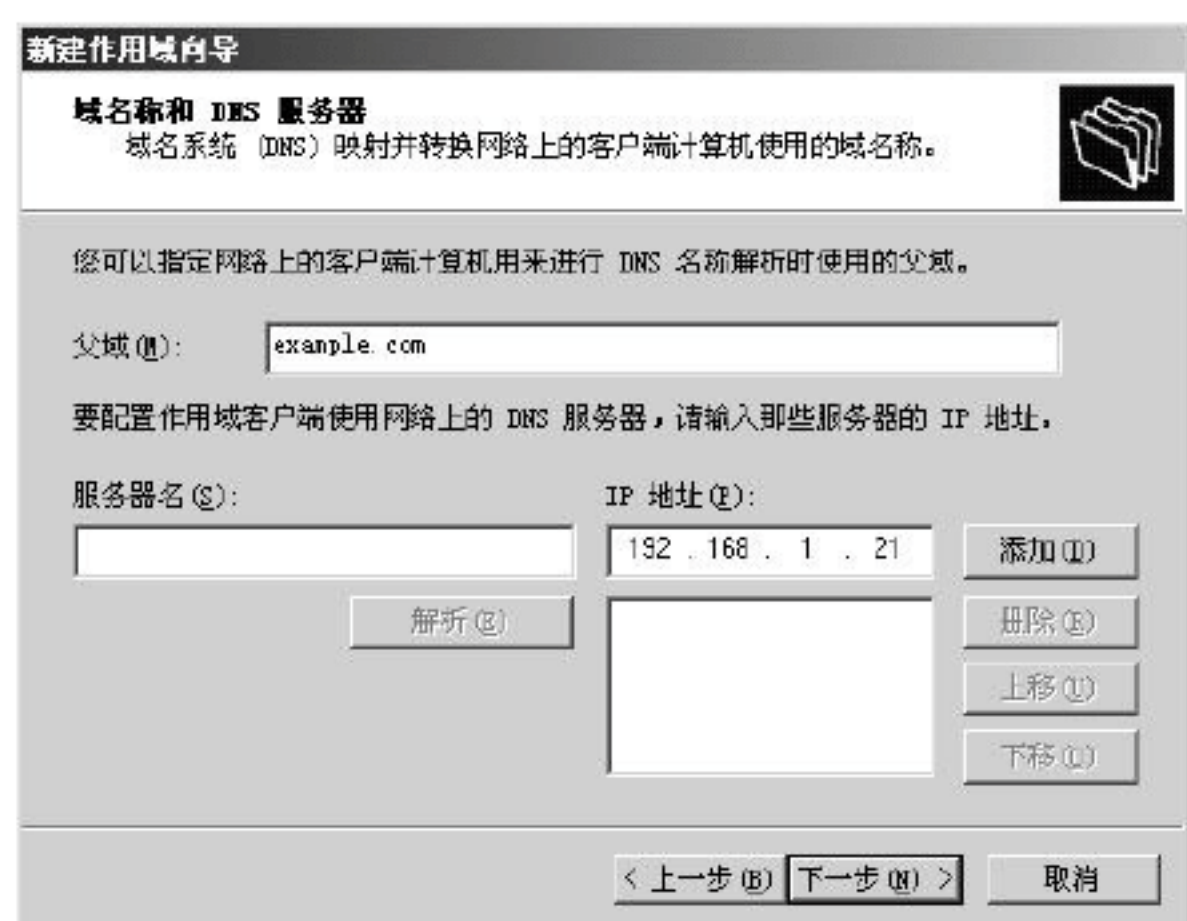 新建作用域向导
域名称和 DNS 服务器
域名系统 (DNS) 映射并转换网络上的客户端计算机使用的域名称。
您可以指定网络上的客户端计算机用来进行 DNS 名称解析时使用的父域。
父域(M): example.com
要配置作用域客户端使用网络上的 DNS 服务器，请输入那些服务器的 IP 地址。
服务器名(S): IP 地址(P):
192 . 168 . 1 . 21 添加(D)
解析(E) 删除(R)
上移(U)
下移(L)
< 上一步(B) 下一步(N) > 取消